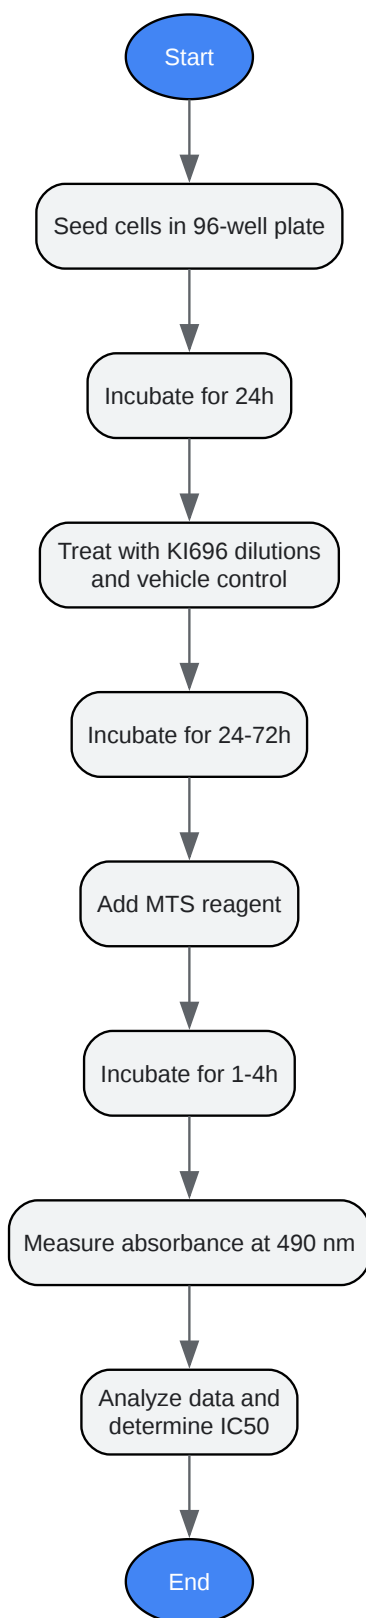 Start
Seed cells in 96-well plate
Incubate for 24h
Treat with KI696 dilutions
and vehicle control
Incubate for 24-72h
Add MTS reagent
Incubate for 1-4h
Measure absorbance at 490 nm
Analyze data and
determine IC50
End